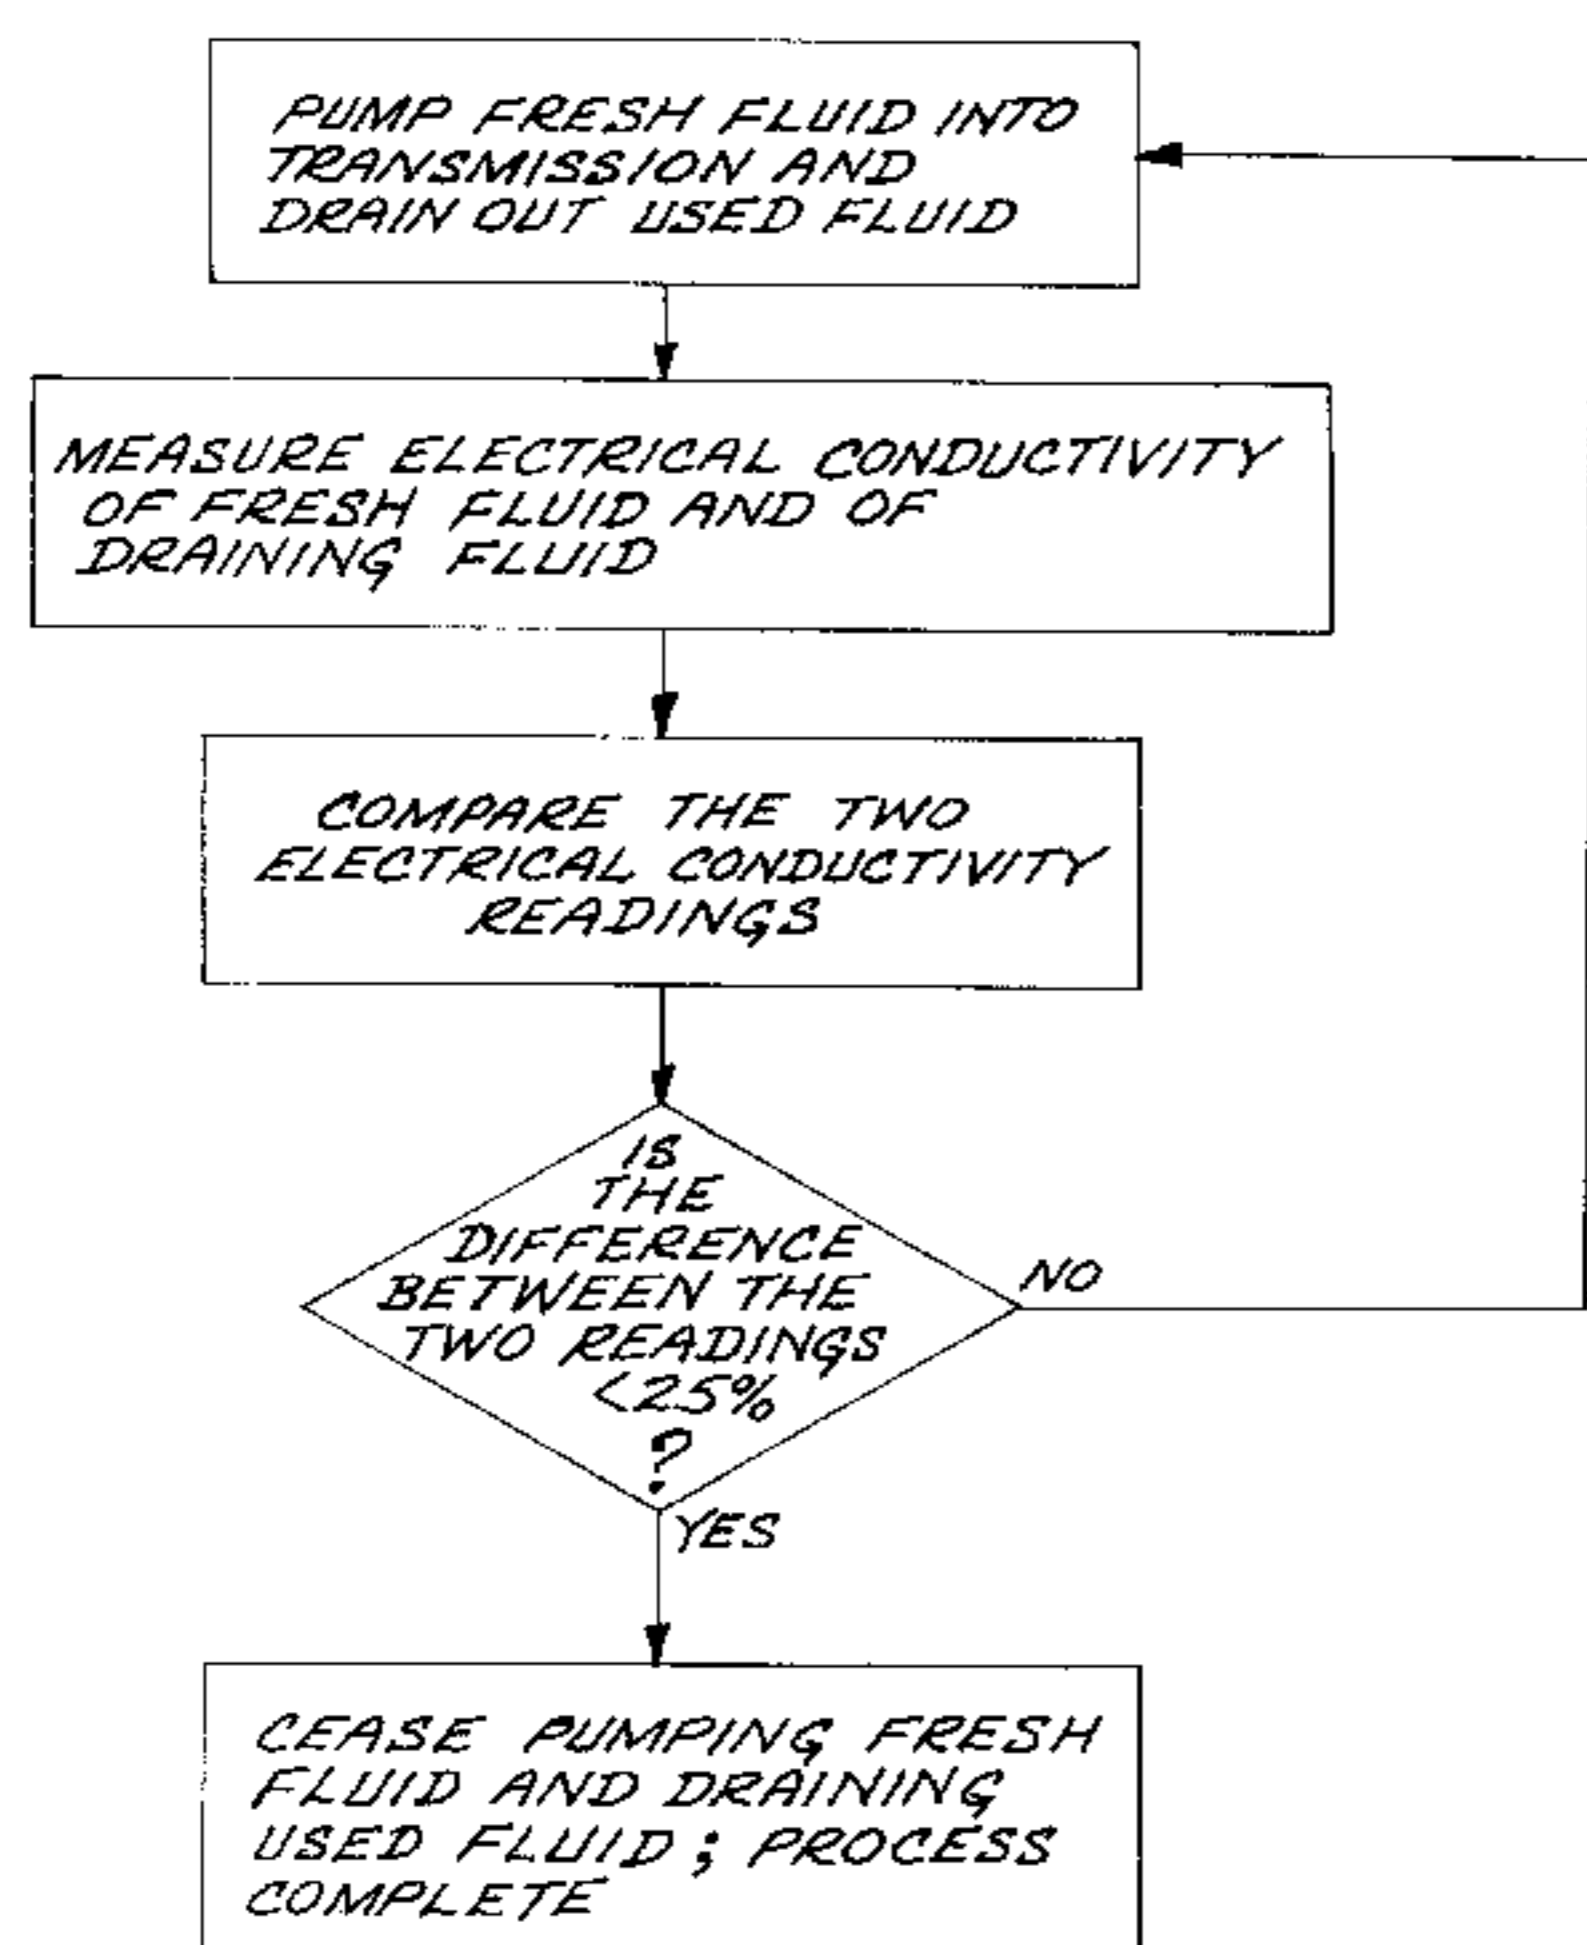 PUMP FRESH FLUID INTO
TRANSMISSION AND
DRAIN OUT USED FLUID
MEASURE ELECTRICAL CONDUCTIVITY
OF FRESH FLUID AND OF
DRAINING FLUID
COMPARE THE TWO
ELECTRICAL CONDUCTIVITY
READINGS
IS
THE
DIFFERENCE
BETWEEN THE
TWO READINGS
<25%
?
NO
YES
CEASE PUMPING FRESH
FLUID AND DRAINING
USED FLUID; PROCESS
COMPLETE